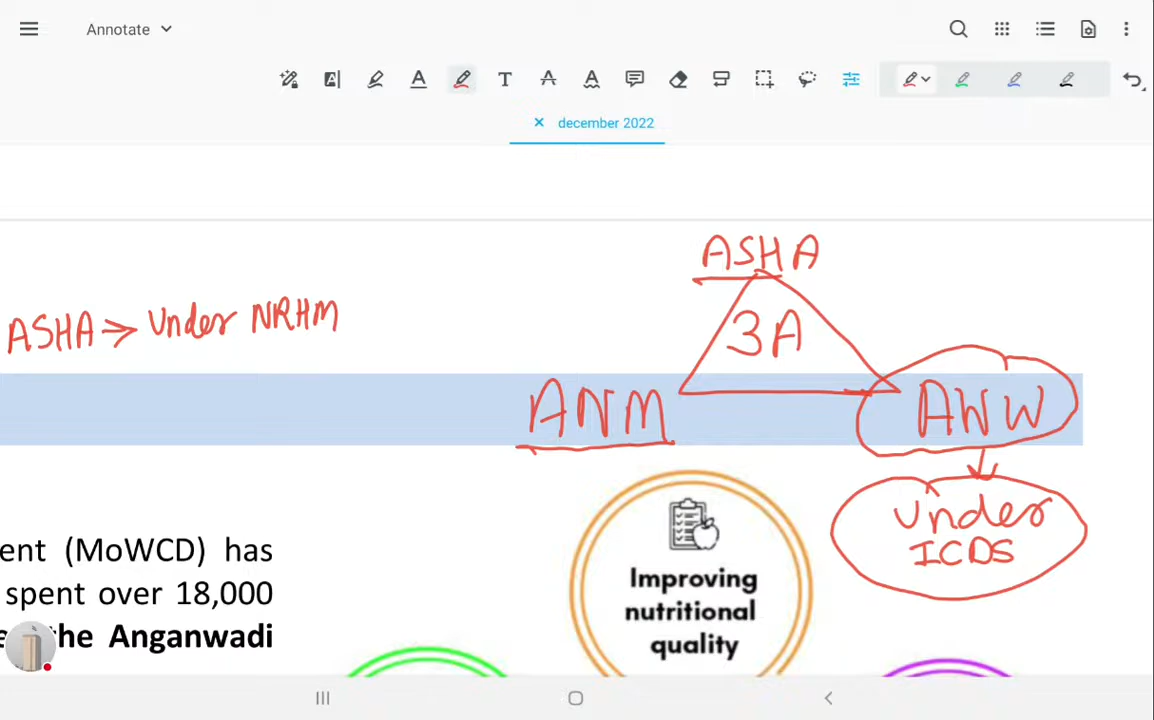 Annotate
december 2022
ASHA
ASHA → Under NRHM
3A
ANM
AWW
Under
ICDS
ent (MoWCD) has
spent over 18,000
the Anganwadi
Improving
nutritional
quality